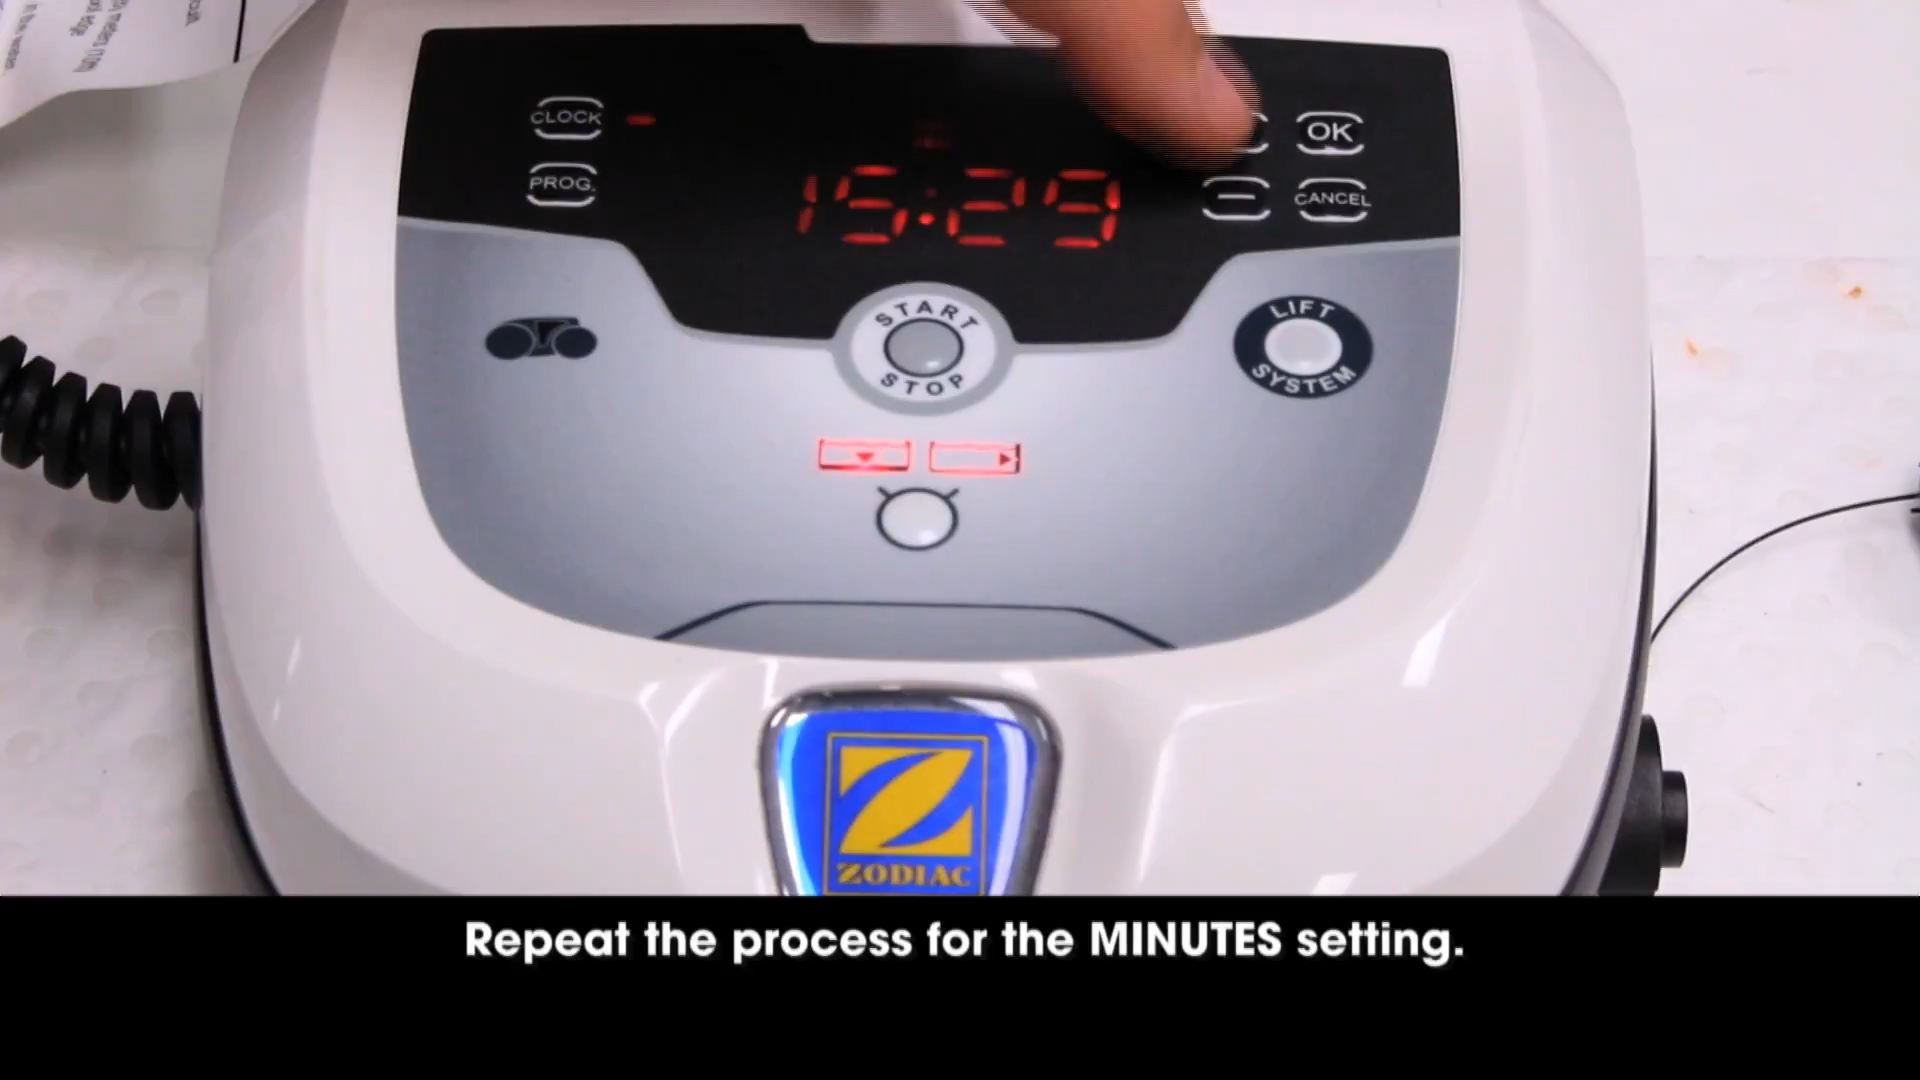 CLOCK
OK
PROG.
15:29
CANCEL
START
STOP
LIFT
SYSTEM
Z
ZODIAC
Repeat the process for the MINUTES setting.